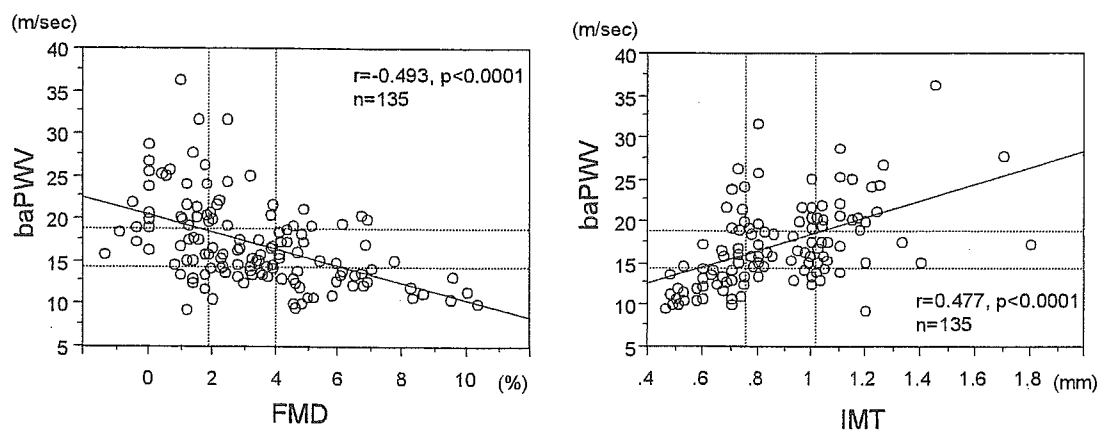 (m/sec)
40
35
30
25
20
15
10
5
baPWV
r=-0.493, p<0.0001
n=135
0 2 4 6 8 10 (%)
FMD
(m/sec)
40
35
30
25
20
15
10
5
baPWV
r=0.477, p<0.0001
n=135
.4 .6 .8 1 1.2 1.4 1.6 1.8 (mm)
IMT